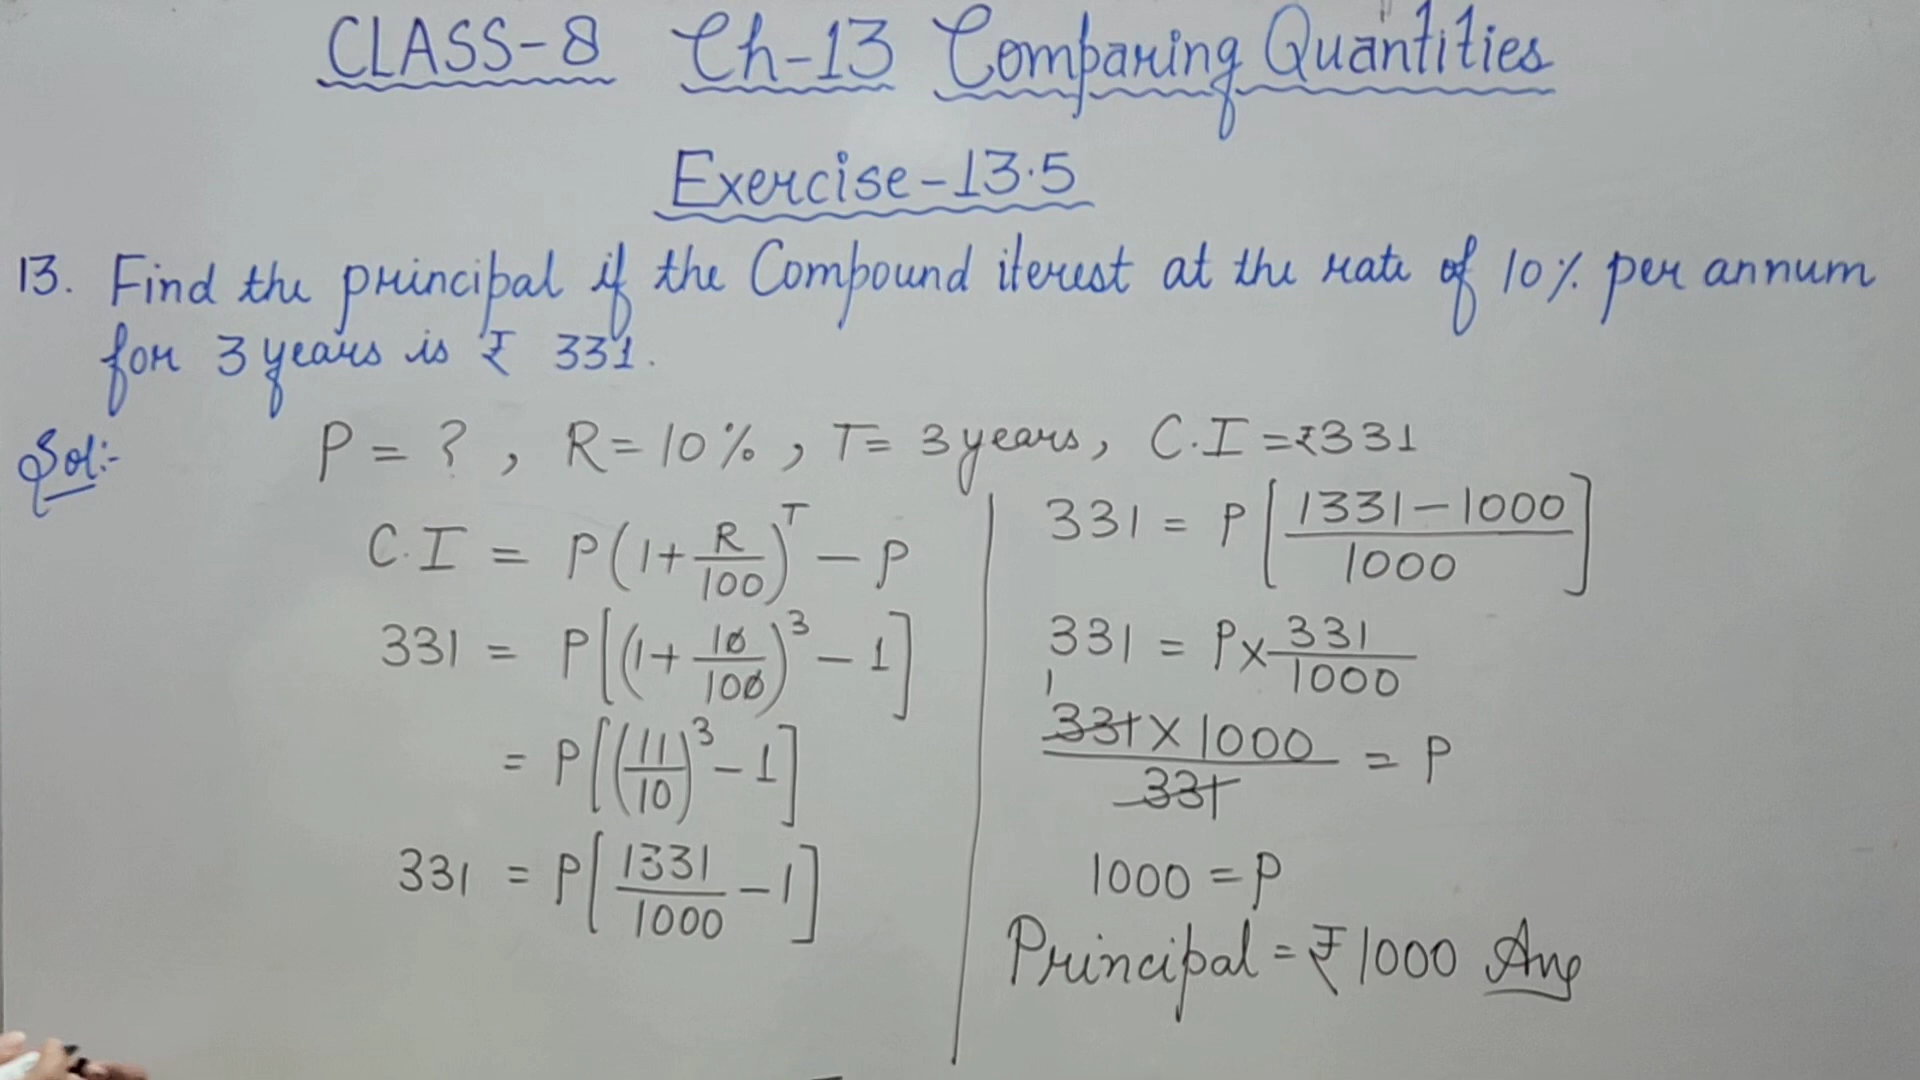 CLASS-8 Ch-13 Comparing Quantities
Exercise-13.5
13. Find the principal if the Compound iterest at the rate of 10% per annum
for 3 years is ₹ 331.
Sol:-
P = ? , R = 10% , T = 3 years, C.I = ₹331
C.I = P(1+R/100)^T - P
331 = P[(1+10/100)^3 - 1]
= P[(11/10)^3 - 1]
331 = P[1331/1000 - 1]
331 = P[1331-1000/1000]
331 = P×331/1000
1
331×1000/331 = P
1000 = P
Principal = ₹1000 Ans